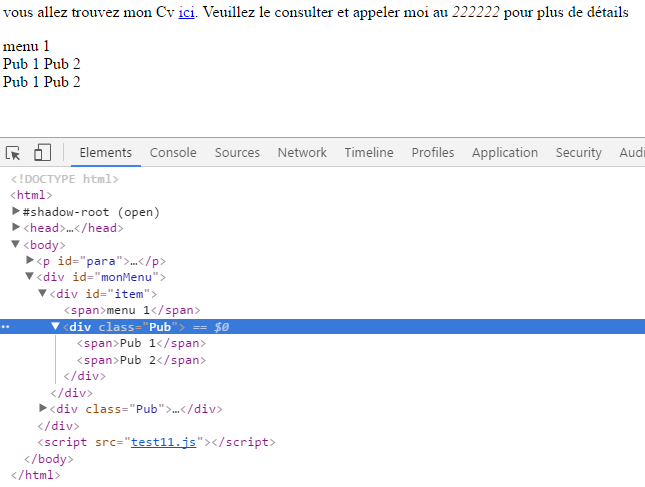 vous allez trouvez mon Cv ici. Veuillez le consulter et appeler moi au 222222 pour plus de détails
menu 1
Pub 1 Pub 2
Pub 1 Pub 2
Elements Console Sources Network Timeline Profiles Application Security Audi
<!DOCTYPE html>
<html>
▶#shadow-root (open)
▶<head>…</head>
▼<body>
▶<p id="para">…</p>
▼<div id="monMenu">
▼<div id="item">
<span>menu 1</span>
▼<div class="Pub"> == $0
<span>Pub 1</span>
<span>Pub 2</span>
</div>
</div>
▶<div class="Pub">…</div>
</div>
<script src="test11.js"></script>
</body>
</html>